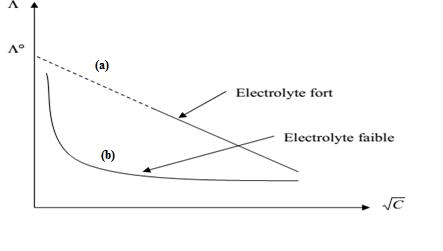 Λ
Λ°
(a)
Electrolyte fort
Electrolyte faible
(b)
√C